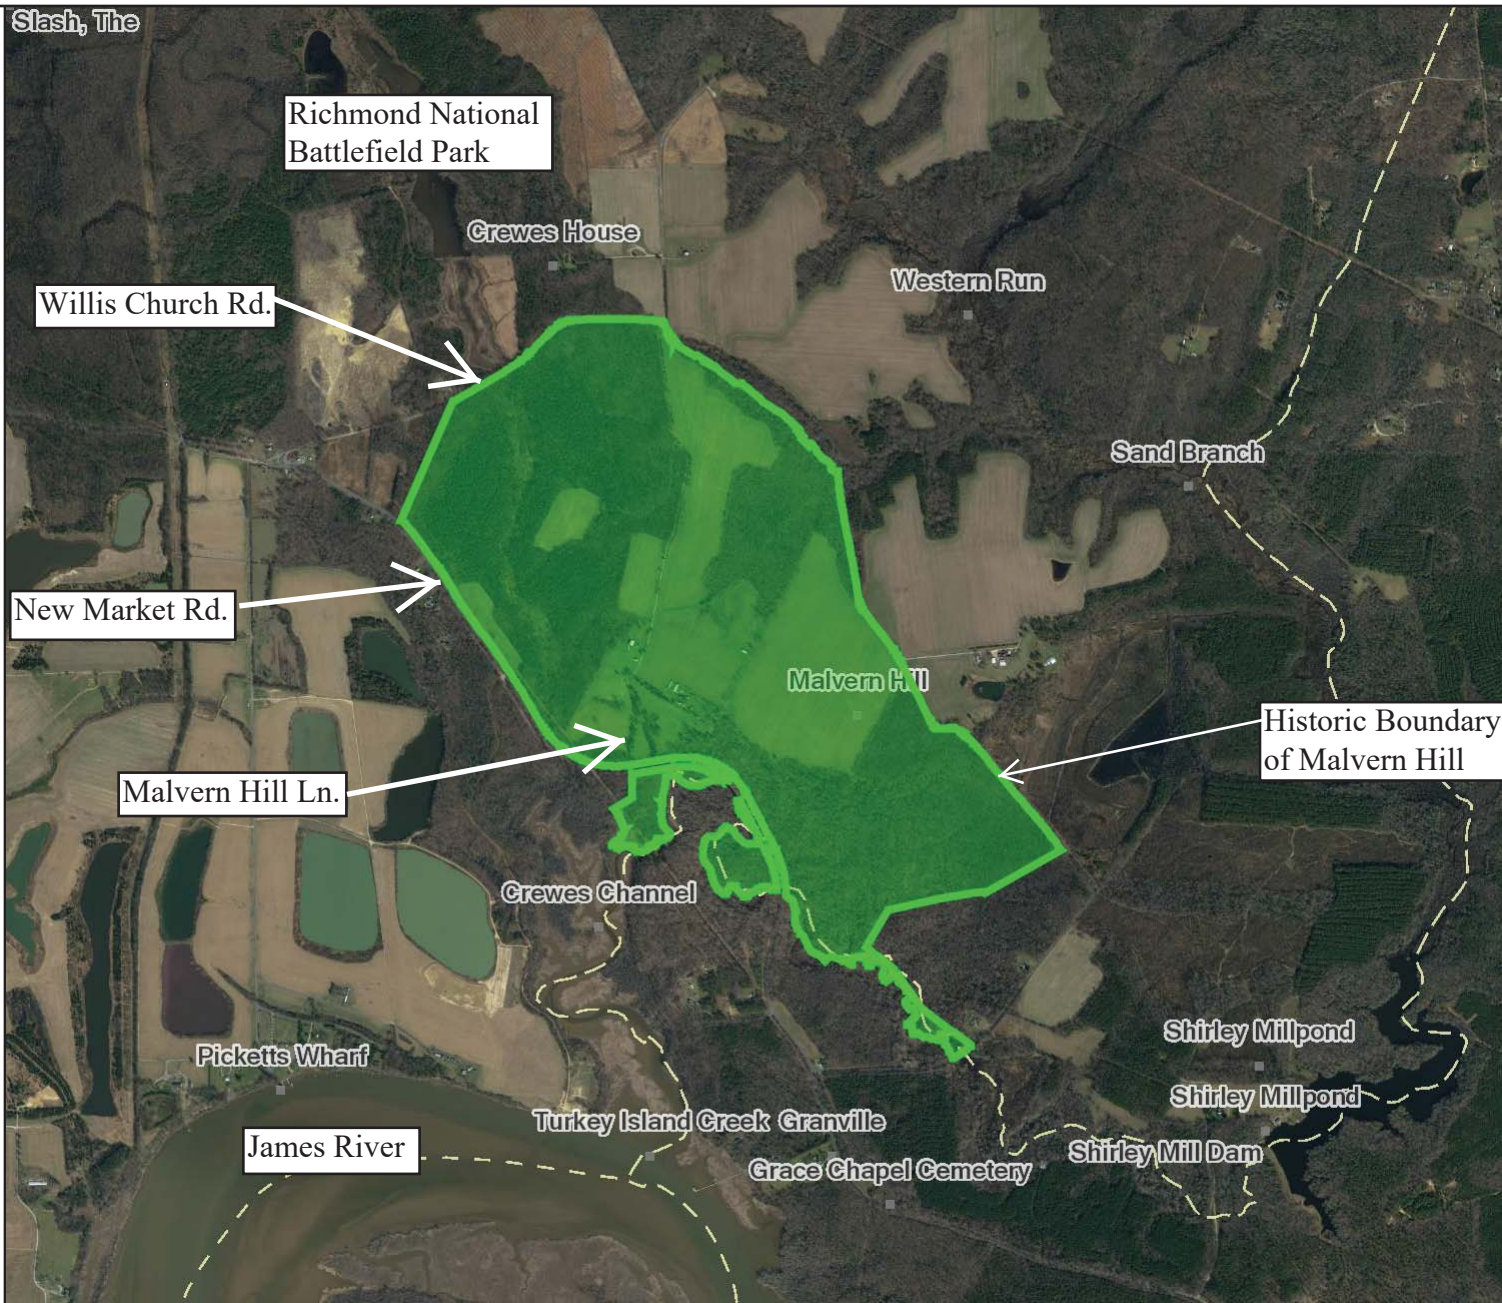 Slash, The
Richmond National
Battlefield Park
Crewes House
Western Run
Willis Church Rd.
Sand Branch
New Market Rd.
Malvern Hill
Historic Boundary
of Malvern Hill
Malvern Hill Ln.
Crewes Channel
Shirley Millpond
Picketts Wharf
Shirley Millpond
Turkey Island Creek
Granville
James River
Shirley Mill Dam
Grace Chapel Cemetery